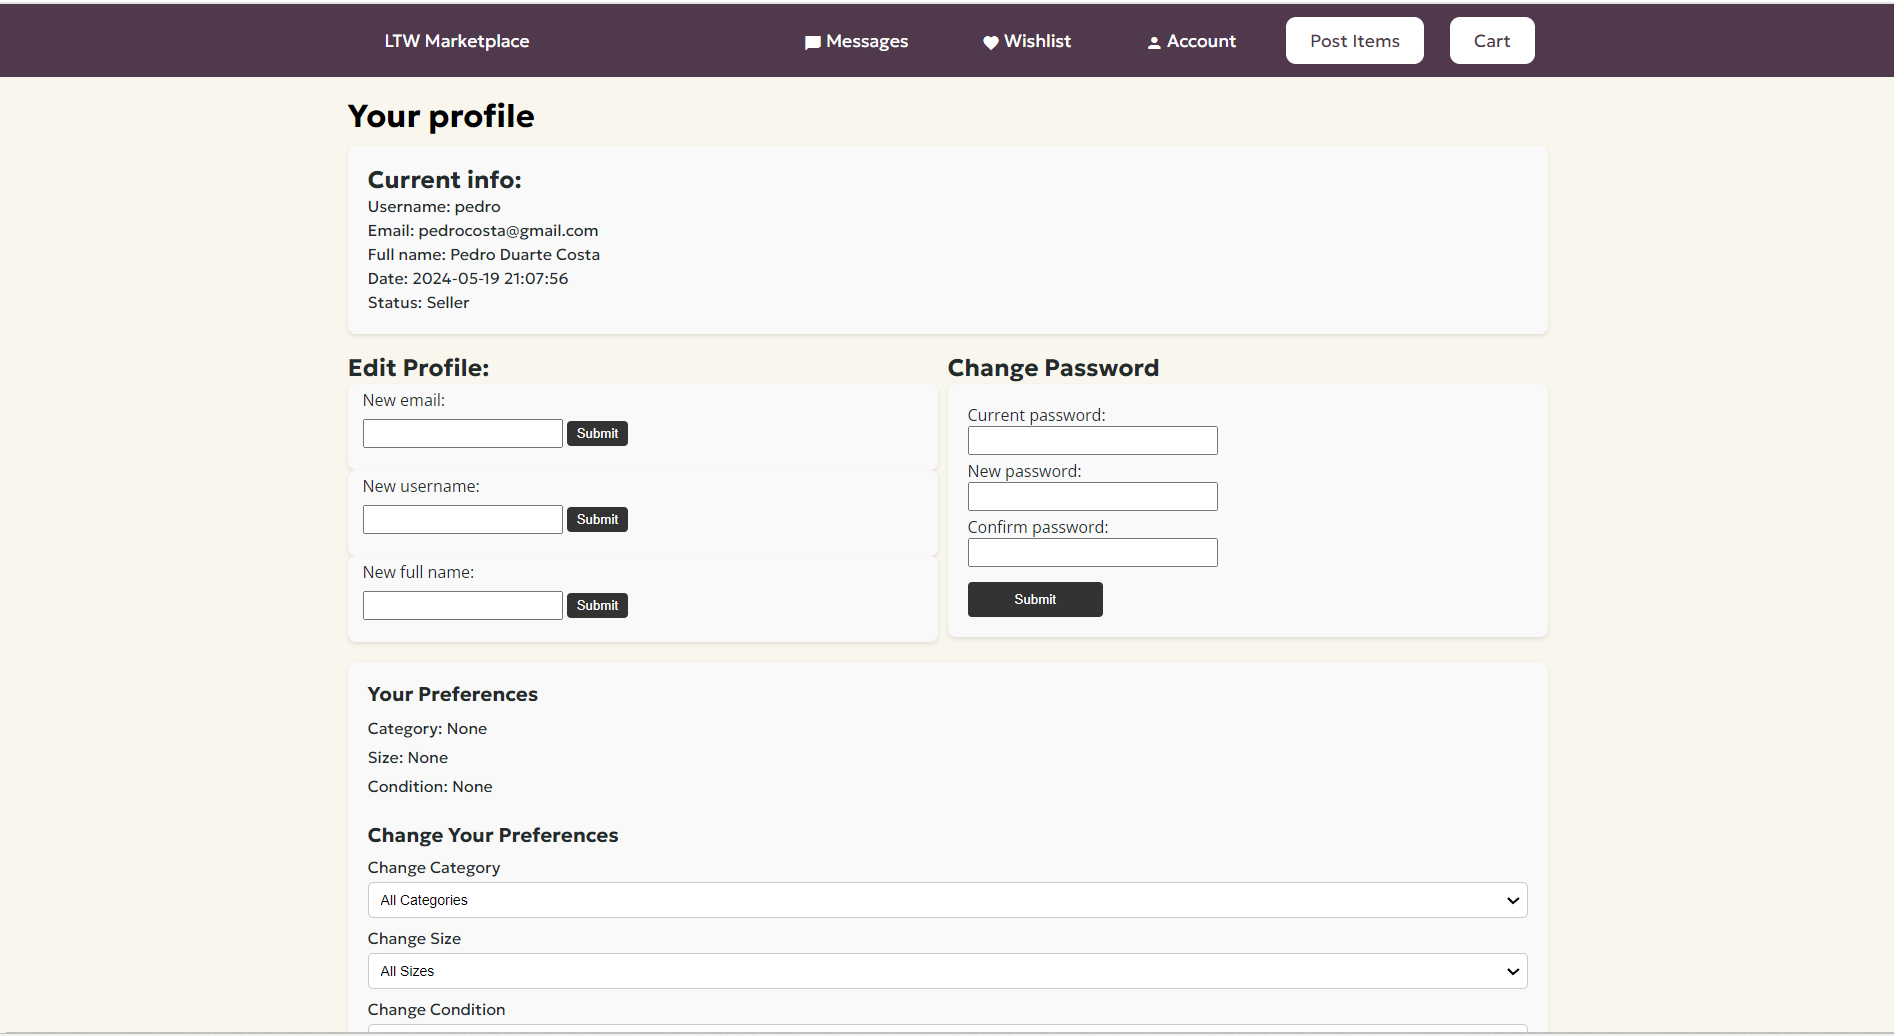 LTW Marketplace
Messages
Wishlist
Account
Post Items
Cart
Your profile
Current info:
Username: pedro
Email: pedrocosta@gmail.com
Full name: Pedro Duarte Costa
Date: 2024-05-19 21:07:56
Status: Seller
Edit Profile:
New email:
Submit
New username:
Submit
New full name:
Submit
Change Password
Current password:
New password:
Confirm password:
Submit
Your Preferences
Category: None
Size: None
Condition: None
Change Your Preferences
Change Category
All Categories
Change Size
All Sizes
Change Condition